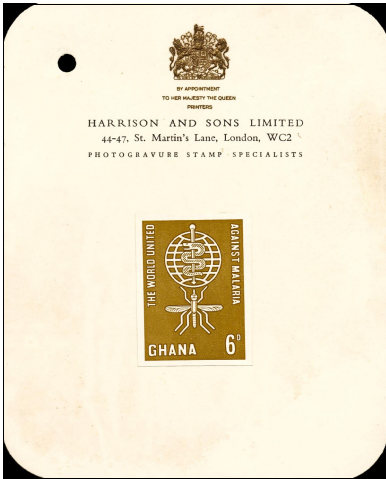 BY APPOINTMENT
TO HER MAJESTY THE QUEEN
PRINTERS
HARRISON AND SONS LIMITED
44-47, St. Martin's Lane, London, WC2
PHOTOGRAVURE STAMP SPECIALISTS
THE WORLD UNITED
AGAINST MALARIA
GHANA 6D